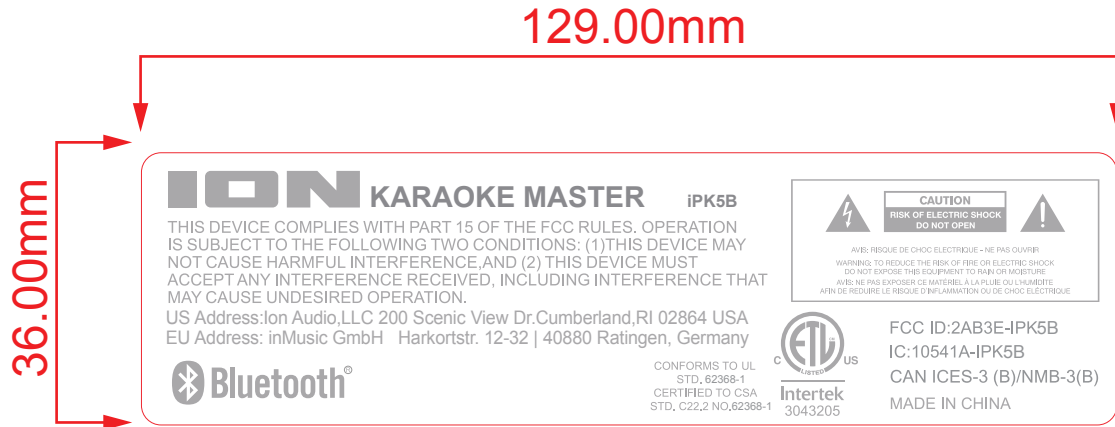 129.00mm
36.00mm
ION KARAOKE MASTER iPK5B
THIS DEVICE COMPLIES WITH PART 15 OF THE FCC RULES. OPERATION
IS SUBJECT TO THE FOLLOWING TWO CONDITIONS: (1)THIS DEVICE MAY
NOT CAUSE HARMFUL INTERFERENCE,AND (2) THIS DEVICE MUST
ACCEPT ANY INTERFERENCE RECEIVED, INCLUDING INTERFERENCE THAT
MAY CAUSE UNDESIRED OPERATION.
US Address:Ion Audio,LLC 200 Scenic View Dr.Cumberland,RI 02864 USA
EU Address: inMusic GmbH Harkortstr. 12-32 | 40880 Ratingen, Germany
Bluetooth®
CONFORMS TO UL
STD. 62368-1
CERTIFIED TO CSA
STD. C22.2 NO.62368-1
CAUTION
RISK OF ELECTRIC SHOCK
DO NOT OPEN
AVIS: RISQUE DE CHOC ELECTRIQUE - NE PAS OUVRIR
WARNING: TO REDUCE THE RISK OF FIRE OR ELECTRIC SHOCK
DO NOT EXPOSE THIS EQUIPMENT TO RAIN OR MOISTURE
AVIS: NE PAS EXPOSER CE MATÉRIEL À LA PLUIE OU L'HUMIDITE
AFIN DE REDUIRE LE RISQUE D'INFLAMMATION OU DE CHOC ELÉCTRIQUE
C ETL US
LISTED
Intertek
3043205
FCC ID:2AB3E-IPK5B
IC:10541A-IPK5B
CAN ICES-3 (B)/NMB-3(B)
MADE IN CHINA